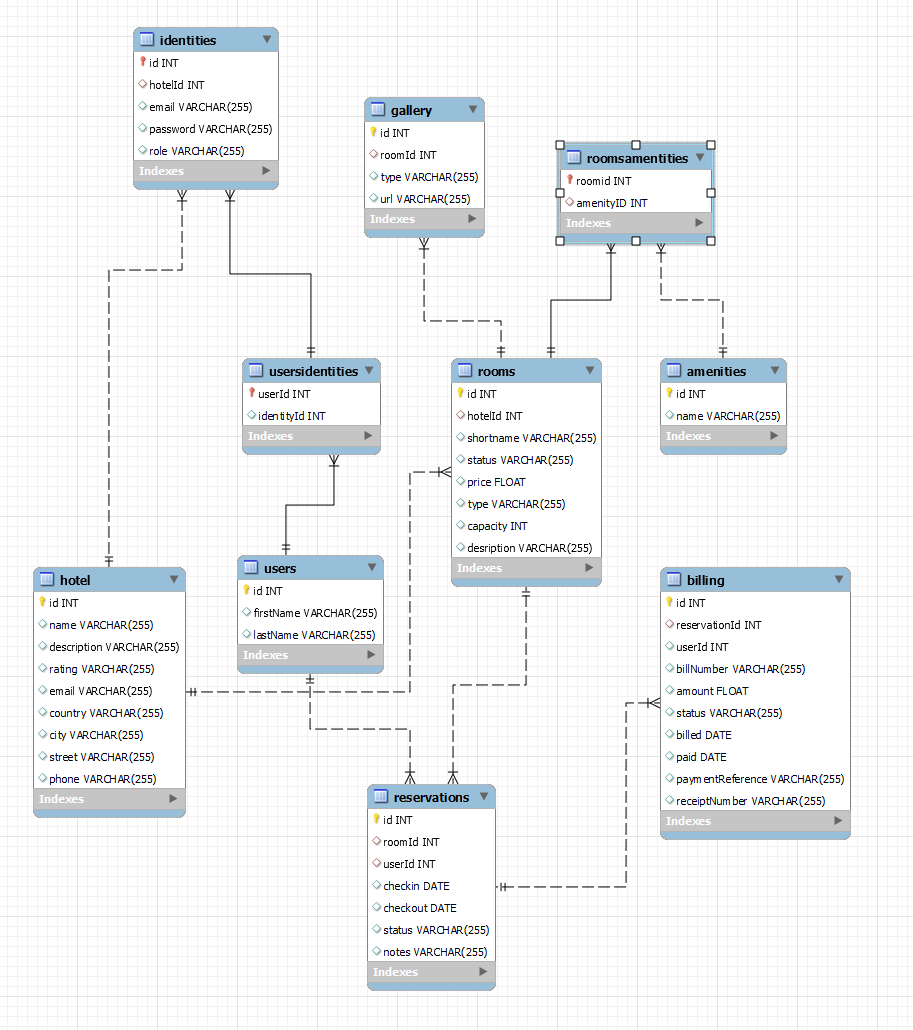 identities
id INT
hotelId INT
email VARCHAR(255)
password VARCHAR(255)
role VARCHAR(255)
Indexes
gallery
id INT
roomId INT
type VARCHAR(255)
url VARCHAR(255)
Indexes
roomsamentities
roomid INT
amenityID INT
Indexes
usersidentities
userId INT
identityId INT
Indexes
rooms
id INT
hotelId INT
shortname VARCHAR(255)
status VARCHAR(255)
price FLOAT
type VARCHAR(255)
capacity INT
desription VARCHAR(255)
Indexes
amenities
id INT
name VARCHAR(255)
Indexes
hotel
id INT
name VARCHAR(255)
description VARCHAR(255)
rating VARCHAR(255)
email VARCHAR(255)
country VARCHAR(255)
city VARCHAR(255)
street VARCHAR(255)
phone VARCHAR(255)
Indexes
users
id INT
firstName VARCHAR(255)
lastName VARCHAR(255)
Indexes
billing
id INT
reservationId INT
userId INT
billNumber VARCHAR(255)
amount FLOAT
status VARCHAR(255)
billed DATE
paid DATE
paymentReference VARCHAR(255)
receiptNumber VARCHAR(255)
Indexes
reservations
id INT
roomId INT
userId INT
checkin DATE
checkout DATE
status VARCHAR(255)
notes VARCHAR(255)
Indexes